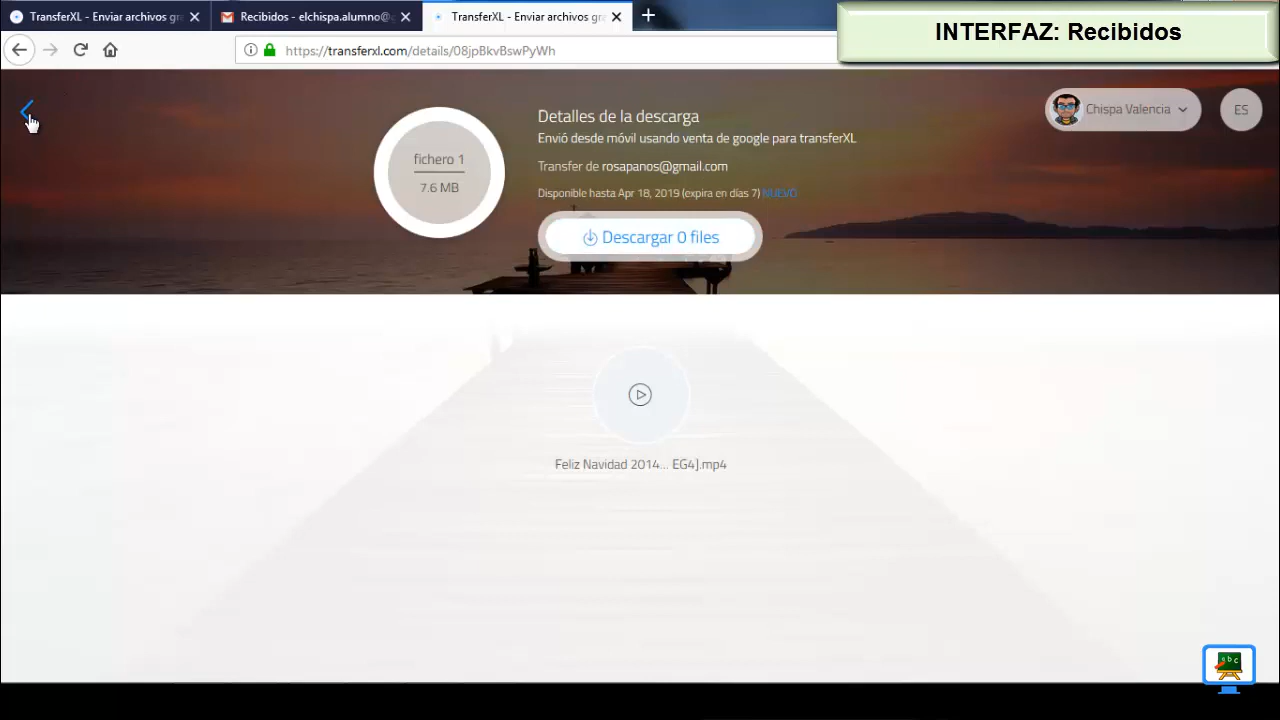 TransferXL - Enviar archivos gra
Recibidos - elchispa.alumno@g
TransferXL - Enviar archivos gra
INTERFAZ: Recibidos
https://transferxl.com/details/08jpBkvBswPyWh
Detalles de la descarga
Envió desde móvil usando venta de google para transferXL
Chispa Valencia
ES
fichero 1
7.6 MB
Transfer de rosapanos@gmail.com
Disponible hasta Apr 18, 2019 (expira en días 7) NUEVO
Descargar 0 files
Feliz Navidad 2014... EG4].mp4
abc